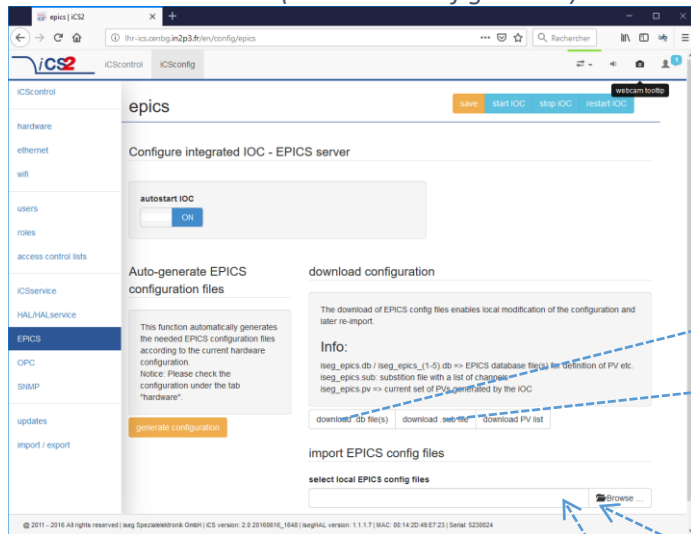 epics | iCS2
lhr-ics.cenbg.in2p3.fr/en/config/epics
Rechercher
iCS2
iCScontrol
iCSconfig
1
webcam tooltip
iCScontrol
hardware
ethernet
wifi
users
roles
access control lists
iCSservice
HAL/HALservice
EPICS
OPC
SNMP
updates
import / export
epics
save
start IOC
stop IOC
restart IOC
Configure integrated IOC - EPICS server
autostart IOC
ON
Auto-generate EPICS
configuration files
This function automatically generates
the needed EPICS configuration files
according to the current hardware
configuration.
Notice: Please check the
configuration under the tab
"hardware".
generate configuration
download configuration
The download of EPICS config files enables local modification of the configuration and
later re-import.
Info:
iseg_epics.db / iseg_epics_(1-5).db => EPICS database file(s) for definition of PV etc.
iseg_epics.sub: substition file with a list of channels
iseg_epics.pv => current set of PVs generated by the IOC
download .db file(s)
download .sub file
download PV list
import EPICS config files
select local EPICS config files
Browse ...
@ 2011 - 2016 All rights reserved | iseg Spezialelektronik GmbH | iCS version: 2.0 20160616_1640 | isegHAL version: 1.1.1.7 | MAC: 00:14:2D:49:E7:23 | Serial: 5230024